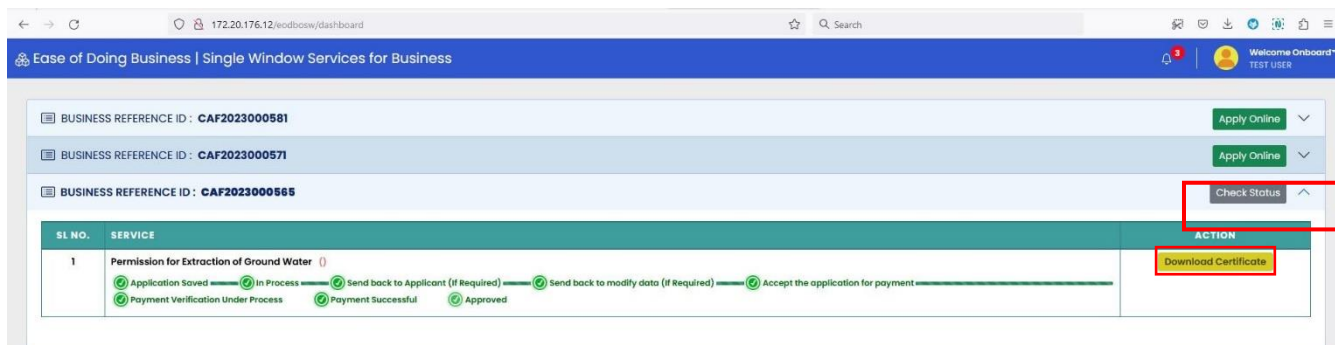 172.20.176.12/eodbosw/dashboard
Search
Ease of Doing Business | Single Window Services for Business
3
Welcome Onboard
TEST USER
BUSINESS REFERENCE ID : CAF2023000581
Apply Online
BUSINESS REFERENCE ID : CAF2023000571
Apply Online
BUSINESS REFERENCE ID : CAF2023000565
Check Status
SL NO. SERVICE ACTION
1 Permission for Extraction of Ground Water () Download Certificate
Application Saved In Process Send back to Applicant (If Required) Send back to modify data (If Required) Accept the application for payment
Payment Verification Under Process Payment Successful Approved